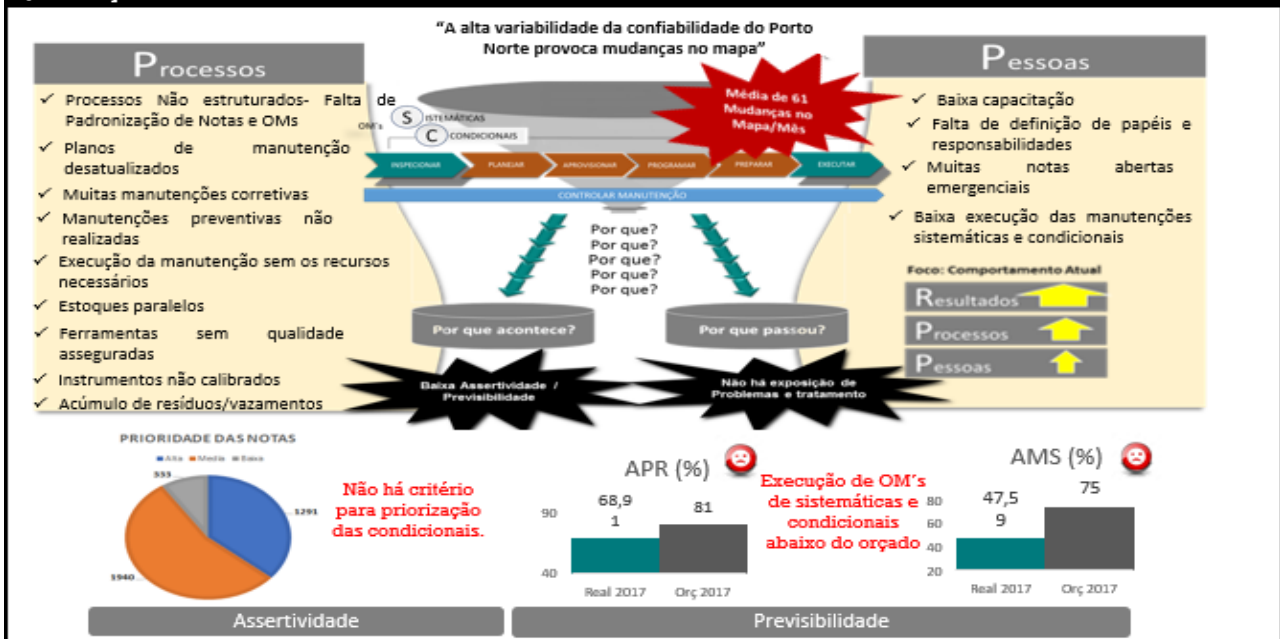 “A alta variabilidade da confiabilidade do Porto
Norte provoca mudanças no mapa”
Processos
✓ Processos Não estruturados- Falta de
Padronização de Notas e OMs
✓ Planos de manutenção
desatualizados
✓ Muitas manutenções corretivas
✓ Manutenções preventivas não
realizadas
✓ Execução da manutenção sem os recursos
necessários
✓ Estoques paralelos
✓ Ferramentas sem qualidade
asseguradas
✓ Instrumentos não calibrados
✓ Acúmulo de resíduos/vazamentos
OM's
SISTEMÁTICAS
C CONDICIONAIS
Média de 61
Mudanças no
Mapa/Mês
INSPECIONAR
PLANEJAR
APROVISIONAR
PROGRAMAR
PREPARAR
EXECUTAR
CONTROLAR MANUTENÇÃO
Por que?
Por que?
Por que?
Por que?
Por que?
Por que acontece?
Por que passou?
Baixa Assertividade /
Previsibilidade
Não há exposição de
Problemas e tratamento
Pessoas
✓ Baixa capacitação
✓ Falta de definição de papéis e
responsabilidades
✓ Muitas notas abertas
emergenciais
✓ Baixa execução das manutenções
sistemáticas e condicionais
Foco: Comportamento Atual
Resultados
Processos
Pessoas
PRIORIDADE DAS NOTAS
Alta Media Baixa
333
1291
1940
Não há critério
para priorização
das condicionais.
APR (%)
90
40
68,9
1
81
Real 2017
Orç 2017
Execução de OM’s
de sistemáticas e
condicionais
abaixo do orçado
AMS (%)
80
60
40
20
47,5
9
75
Real 2017
Orç 2017
Assertividade
Previsibilidade